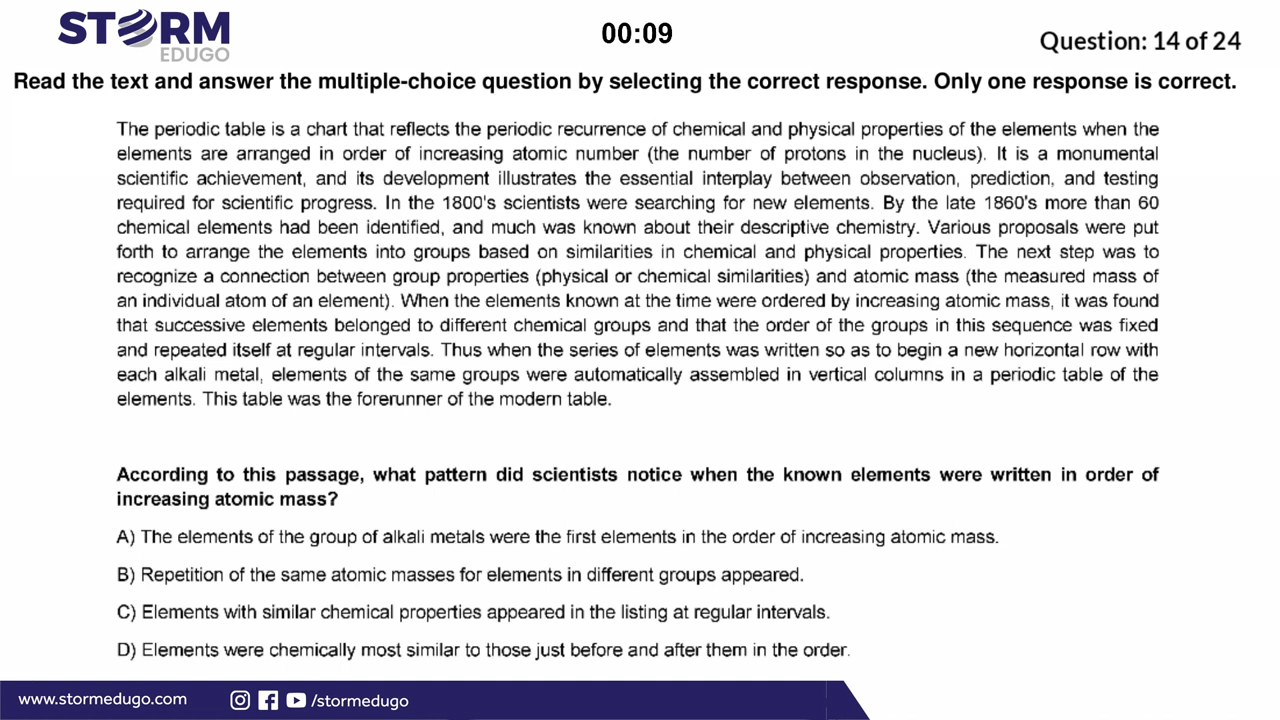 STORM
EDUGO
00:09
Question: 14 of 24
Read the text and answer the multiple-choice question by selecting the correct response. Only one response is correct.
The periodic table is a chart that reflects the periodic recurrence of chemical and physical properties of the elements when the
elements are arranged in order of increasing atomic number (the number of protons in the nucleus). It is a monumental
scientific achievement, and its development illustrates the essential interplay between observation, prediction, and testing
required for scientific progress. In the 1800's scientists were searching for new elements. By the late 1860's more than 60
chemical elements had been identified, and much was known about their descriptive chemistry. Various proposals were put
forth to arrange the elements into groups based on similarities in chemical and physical properties. The next step was to
recognize a connection between group properties (physical or chemical similarities) and atomic mass (the measured mass of
an individual atom of an element). When the elements known at the time were ordered by increasing atomic mass, it was found
that successive elements belonged to different chemical groups and that the order of the groups in this sequence was fixed
and repeated itself at regular intervals. Thus when the series of elements was written so as to begin a new horizontal row with
each alkali metal, elements of the same groups were automatically assembled in vertical columns in a periodic table of the
elements. This table was the forerunner of the modern table.
According to this passage, what pattern did scientists notice when the known elements were written in order of
increasing atomic mass?
A) The elements of the group of alkali metals were the first elements in the order of increasing atomic mass.
B) Repetition of the same atomic masses for elements in different groups appeared.
C) Elements with similar chemical properties appeared in the listing at regular intervals.
D) Elements were chemically most similar to those just before and after them in the order.
www.stormedugo.com
/stormedugo